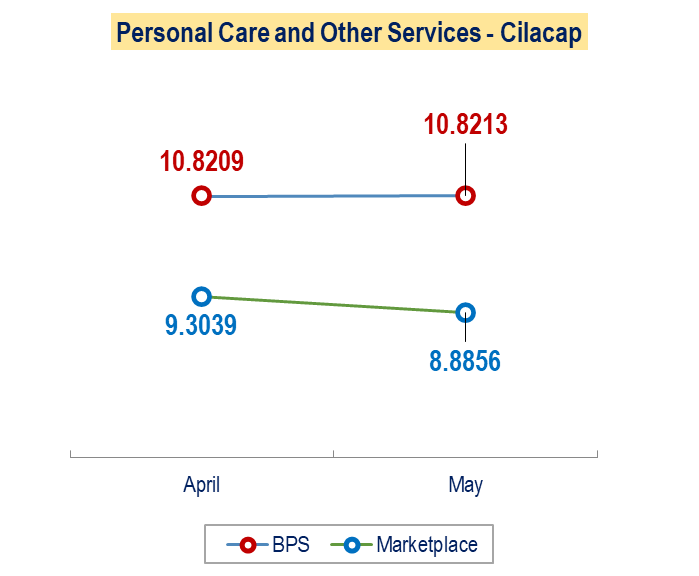 Personal Care and Other Services - Cilacap
10.8213
10.8209
9.3039
8.8856
April May
BPS Marketplace